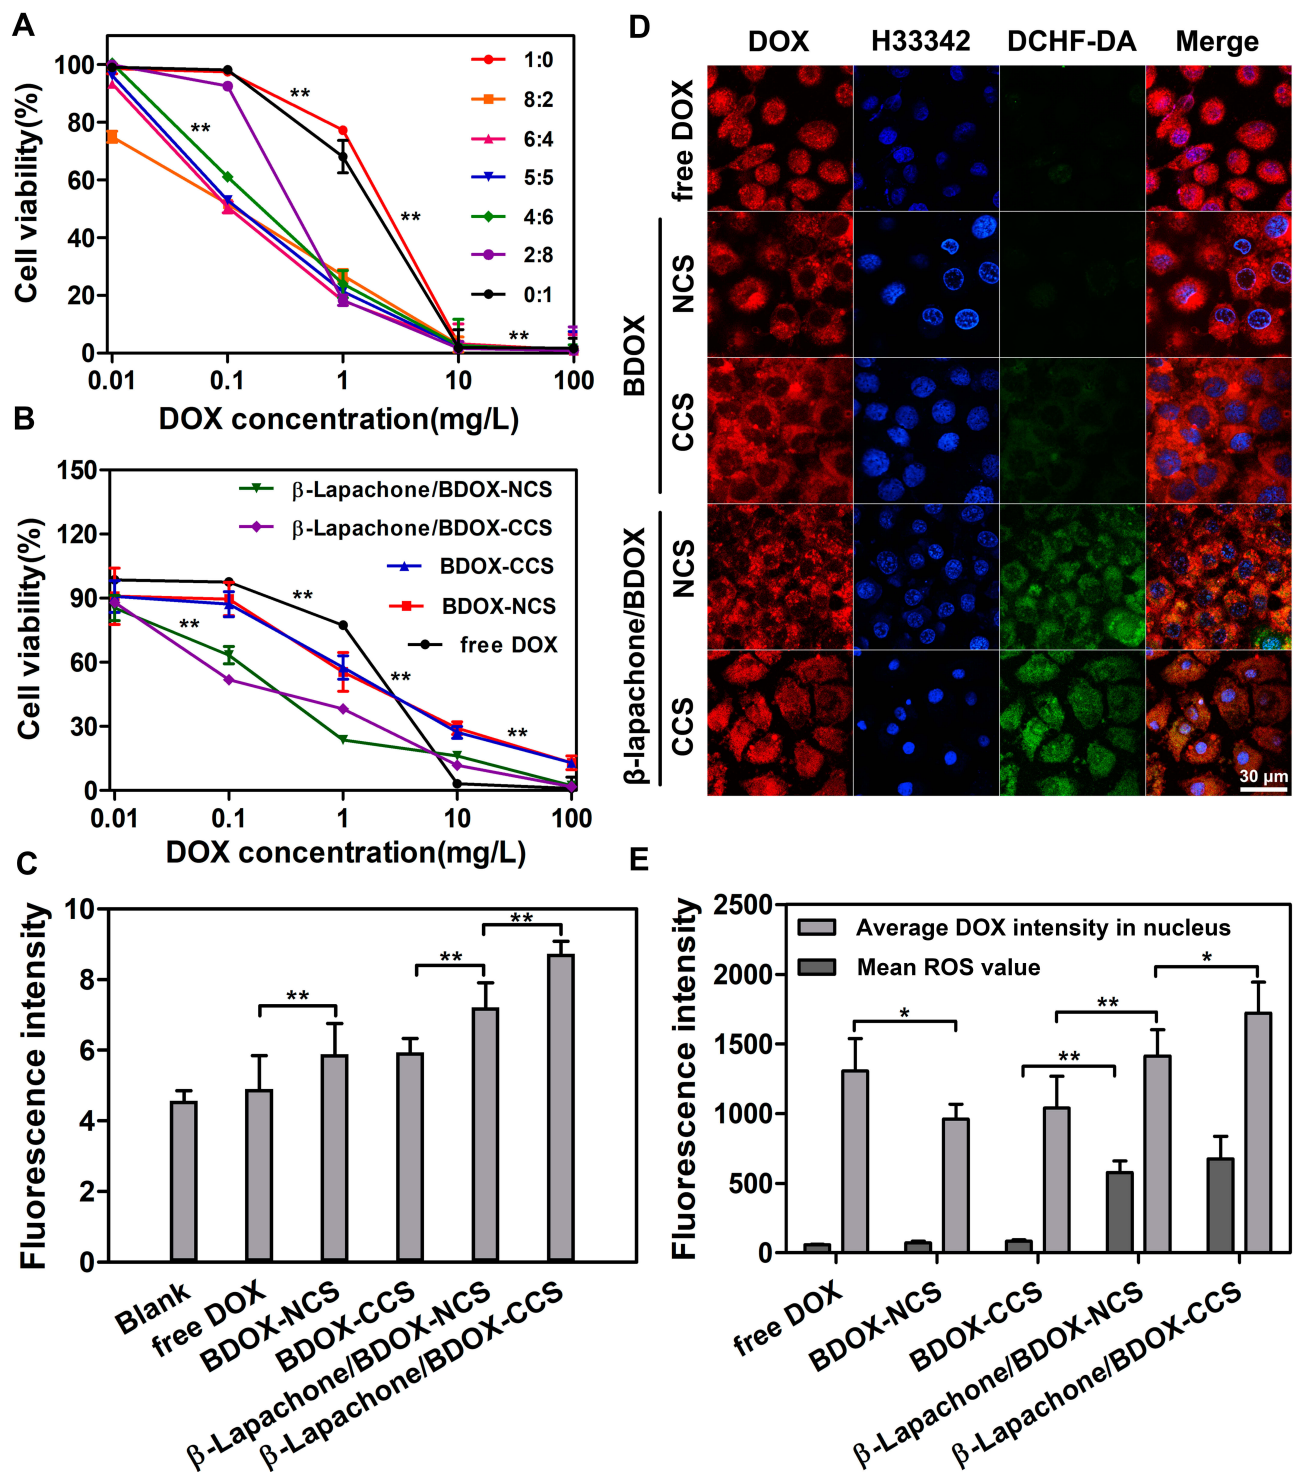 A
Cell viability(%)
100
80
60
40
20
0
0.01
0.1
1
10
100
DOX concentration(mg/L)
1:0
8:2
6:4
5:5
4:6
2:8
0:1
**
**
**
**
B
Cell viability(%)
150
120
90
60
30
0
0.01
0.1
1
10
100
DOX concentration(mg/L)
β-Lapachone/BDOX-NCS
β-Lapachone/BDOX-CCS
BDOX-CCS
BDOX-NCS
free DOX
**
**
**
**
C
Fluorescence intensity
10
8
6
4
2
0
**
**
**
Blank
free DOX
BDOX-NCS
BDOX-CCS
β-Lapachone/BDOX-NCS
β-Lapachone/BDOX-CCS
D
DOX
H33342
DCHF-DA
Merge
free DOX
BDOX
NCS
CCS
β-lapachone/BDOX
NCS
CCS
30 μm
E
Fluorescence intensity
2500
2000
1500
1000
500
0
Average DOX intensity in nucleus
Mean ROS value
*
**
**
*
free DOX
BDOX-NCS
BDOX-CCS
β-Lapachone/BDOX-NCS
β-Lapachone/BDOX-CCS